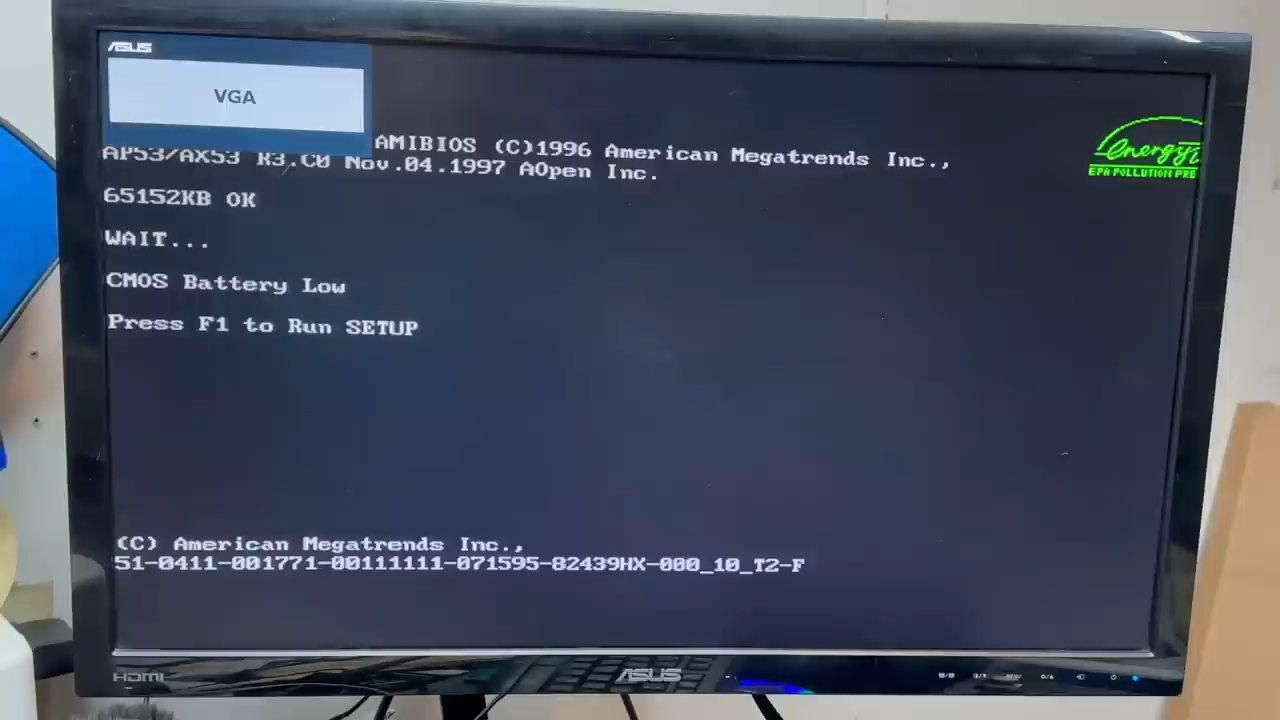 ASUS
VGA
AMIBIOS (C)1996 American Megatrends Inc.,
AP53/AX53 R3.C0 Nov.04.1997 AOpen Inc.
65152KB OK
WAIT...
CMOS Battery Low
Press F1 to Run SETUP
energy
EPA POLLUTION PRE
(C) American Megatrends Inc.,
51-0411-001771-00111111-071595-82439HX-000_10_T2-F
HDMI
ASUS